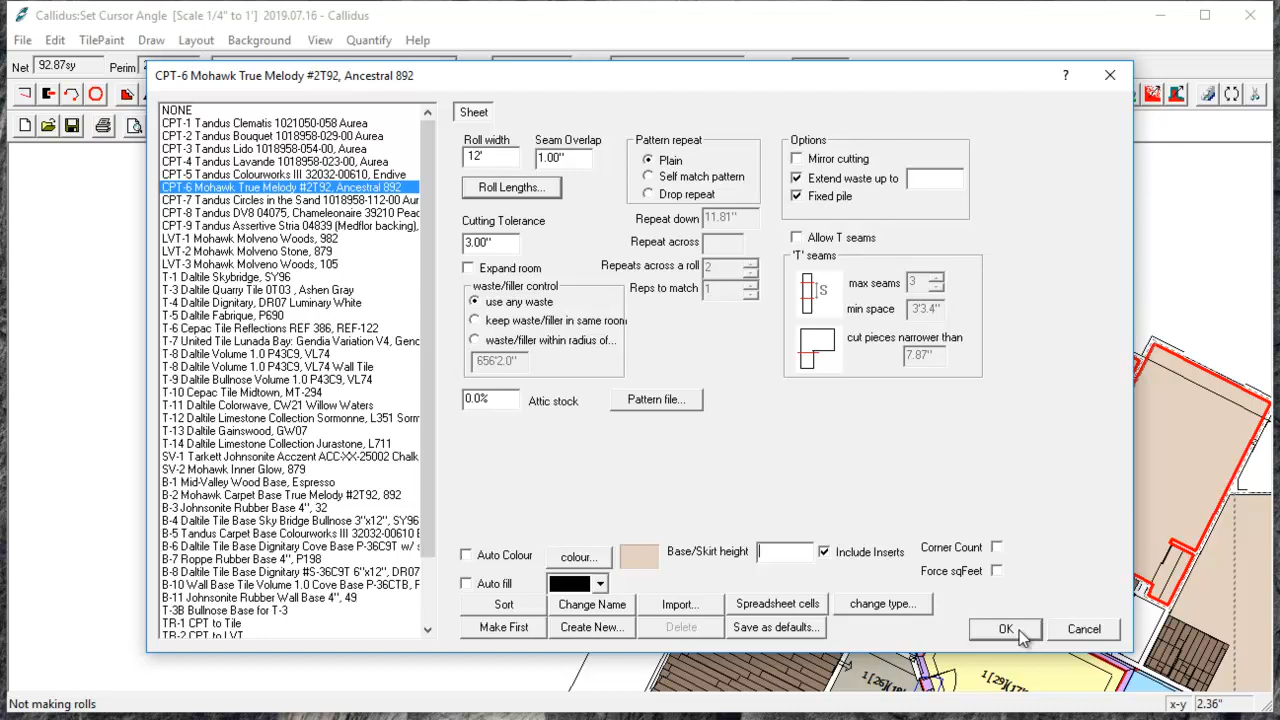 Callidus:Set Cursor Angle [Scale 1/4" to 1'] 2019.07.16 - Callidus
File Edit TilePaint Draw Layout Background View Quantify Help
Net 92.87sy Perim
CPT-6 Mohawk True Melody #2T92, Ancestral 892
NONE
CPT-1 Tandus Clematis 1021050-058 Aurea
CPT-2 Tandus Bouquet 1018958-029-00 Aurea
CPT-3 Tandus Lido 1018958-054-00, Aurea
CPT-4 Tandus Lavande 1018958-023-00, Aurea
CPT-5 Tandus Colourworks III 32032-00610, Endive
CPT-6 Mohawk True Melody #2T92, Ancestral 892
CPT-7 Tandus Circles in the Sand 1018958-112-00 Aur
CPT-8 Tandus DV8 04075, Chameleonaire 39210 Peac
CPT-9 Tandus Assertive Stria 04839 (Medflor backing),
LVT-1 Mohawk Molveno Woods, 982
LVT-2 Mohawk Molveno Stone, 879
LVT-3 Mohawk Molveno Woods, 105
T-1 Daltile Skybridge, SY96
T-3 Daltile Quarry Tile 0T03 , Ashen Gray
T-4 Daltile Dignitary, DR07 Luminary White
T-5 Daltile Fabrique, P690
T-6 Cepac Tile Reflections REF 386, REF-122
T-7 United Tile Lunada Bay: Gendia Variation V4, Genc
T-8 Daltile Volume 1.0 P43C9, VL74
T-8 Daltile Volume 1.0 P43C9, VL74 Wall Tile
T-9 Daltile Bullnose Volume 1.0 P43C9, VL74
T-10 Cepac Tile Midtown, MT-294
T-11 Daltile Colorwave, CW21 Willow Waters
T-12 Daltile Limestone Collection Sormonne, L351 Sorm
T-13 Daltile Gainswood, GW07
T-14 Daltile Limestone Collection Jurastone, L711
SV-1 Tarkett Johnsonite Acczent ACC-XX-25002 Chalk
SV-2 Mohawk Inner Glow, 879
B-1 Mid-Valley Wood Base, Espresso
B-2 Mohawk Carpet Base True Melody #2T92, 892
B-3 Johnsonite Rubber Base 4", 32
B-4 Daltile Tile Base Sky Bridge Bullnose 3"x12", SY96
B-5 Tandus Carpet Base Colourworks III 32032-00610 E
B-6 Daltile Tile Base Dignitary Cove Base P-36C9T w/ s
B-7 Roppe Rubber Base 4", P198
B-8 Daltile Tile Base Dignitary #S-36C9T 6"x12" DR07
B-10 Wall Base Tile Volume 1.0 Cove Base P-36CTB, F
B-11 Johnsonite Rubber Wall Base 4", 49
T-3B Bullnose Base for T-3
TR-1 CPT to Tile
TR-2 CPT to LVT
Sheet
Roll width
12'
Seam Overlap
1.00"
Roll Lengths...
Cutting Tolerance
3.00"
Expand room
waste/filler control
use any waste
keep waste/filler in same room
waste/filler within radius of...
656'2.0"
0.0% Attic stock Pattern file...
Pattern repeat
Plain
Self match pattern
Drop repeat
Repeat down 11.81"
Repeat across
Repeats across a roll 2
Reps to match 1
Options
Mirror cutting
Extend waste up to
Fixed pile
Allow T seams
'T' seams
S
max seams 3
min space 3'3.4"
cut pieces narrower than
7.87"
Auto Colour colour... Base/Skirt height Include Inserts Corner Count
Auto fill Force sqFeet
Sort Change Name Import... Spreadsheet cells change type...
Make First Create New... Delete Save as defaults... OK Cancel
1[29](1
Not making rolls x-y 2.36"